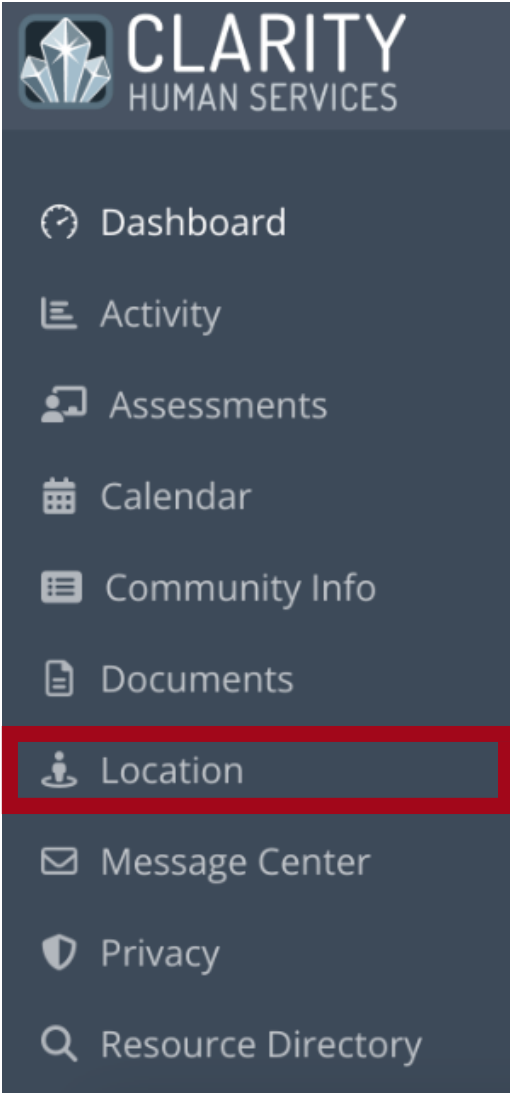 CLARITY
HUMAN SERVICES
Dashboard
Activity
Assessments
Calendar
Community Info
Documents
Location
Message Center
Privacy
Resource Directory